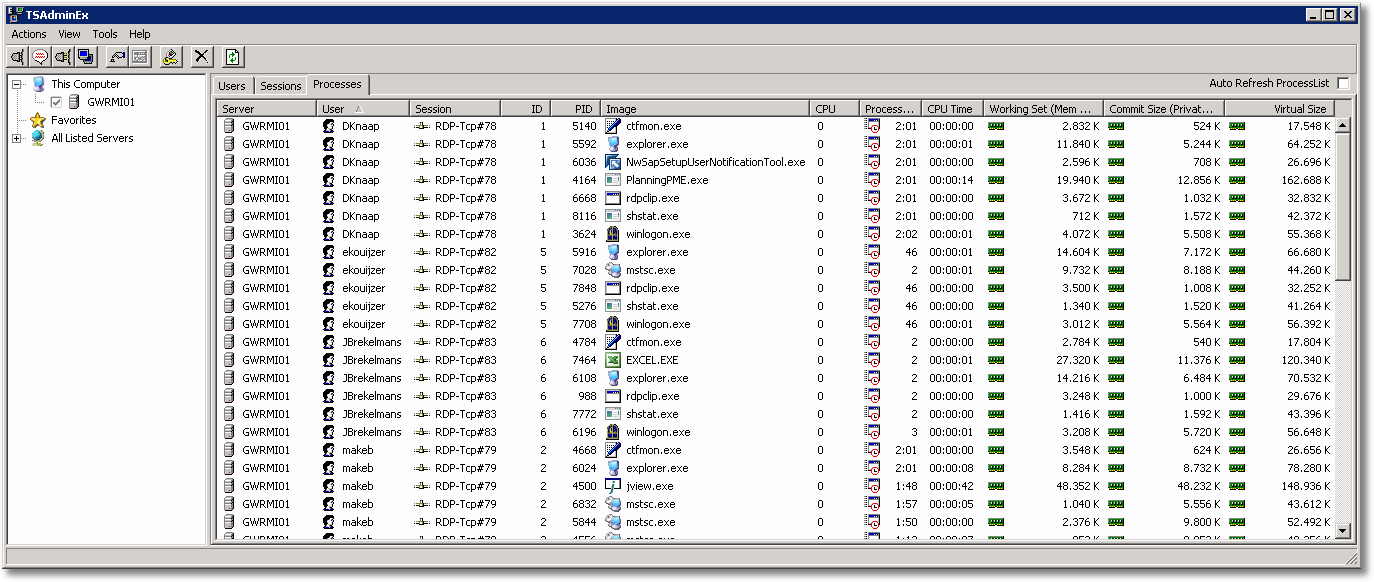 TSAdminEx
Actions View Tools Help
This Computer
GWRMI01
Favorites
All Listed Servers
Users Sessions Processes Auto Refresh ProcessList
Server User Session ID PID Image CPU Process... CPU Time Working Set (Mem ... Commit Size (Privat... Virtual Size
GWRMI01 DKnaap RDP-Tcp#78 1 5140 ctfmon.exe 0 2:01 00:00:00 2.832 K 524 K 17.548 K
GWRMI01 DKnaap RDP-Tcp#78 1 5592 explorer.exe 0 2:01 00:00:01 11.840 K 5.244 K 64.252 K
GWRMI01 DKnaap RDP-Tcp#78 1 6036 NwSapSetupUserNotificationTool.exe 0 2:01 00:00:00 2.596 K 708 K 26.696 K
GWRMI01 DKnaap RDP-Tcp#78 1 4164 PlanningPME.exe 0 2:01 00:00:14 19.940 K 12.856 K 162.688 K
GWRMI01 DKnaap RDP-Tcp#78 1 6668 rdpclip.exe 0 2:01 00:00:00 3.672 K 1.032 K 32.832 K
GWRMI01 DKnaap RDP-Tcp#78 1 8116 shstat.exe 0 2:01 00:00:00 712 K 1.572 K 42.372 K
GWRMI01 DKnaap RDP-Tcp#78 1 3624 winlogon.exe 0 2:02 00:00:01 4.072 K 5.508 K 55.368 K
GWRMI01 ekouijzer RDP-Tcp#82 5 5916 explorer.exe 0 46 00:00:01 14.604 K 7.172 K 66.680 K
GWRMI01 ekouijzer RDP-Tcp#82 5 7028 mstsc.exe 0 2 00:00:01 9.732 K 8.188 K 44.260 K
GWRMI01 ekouijzer RDP-Tcp#82 5 7848 rdpclip.exe 0 46 00:00:00 3.500 K 1.008 K 32.252 K
GWRMI01 ekouijzer RDP-Tcp#82 5 5276 shstat.exe 0 46 00:00:00 1.340 K 1.520 K 41.264 K
GWRMI01 ekouijzer RDP-Tcp#82 5 7708 winlogon.exe 0 46 00:00:01 3.012 K 5.564 K 56.392 K
GWRMI01 JBrekelmans RDP-Tcp#83 6 4784 ctfmon.exe 0 2 00:00:00 2.784 K 540 K 17.804 K
GWRMI01 JBrekelmans RDP-Tcp#83 6 7464 EXCEL.EXE 0 2 00:00:01 27.320 K 11.376 K 120.340 K
GWRMI01 JBrekelmans RDP-Tcp#83 6 6108 explorer.exe 0 2 00:00:01 14.216 K 6.484 K 70.532 K
GWRMI01 JBrekelmans RDP-Tcp#83 6 988 rdpclip.exe 0 2 00:00:00 3.248 K 1.000 K 29.676 K
GWRMI01 JBrekelmans RDP-Tcp#83 6 7772 shstat.exe 0 2 00:00:00 1.416 K 1.592 K 43.396 K
GWRMI01 JBrekelmans RDP-Tcp#83 6 6196 winlogon.exe 0 3 00:00:01 3.208 K 5.720 K 56.648 K
GWRMI01 makeb RDP-Tcp#79 2 4668 ctfmon.exe 0 2:01 00:00:00 3.548 K 624 K 26.656 K
GWRMI01 makeb RDP-Tcp#79 2 6024 explorer.exe 0 2:01 00:00:08 8.284 K 8.732 K 78.280 K
GWRMI01 makeb RDP-Tcp#79 2 4500 jview.exe 0 1:48 00:00:42 48.352 K 48.232 K 148.936 K
GWRMI01 makeb RDP-Tcp#79 2 6832 mstsc.exe 0 1:57 00:00:05 1.040 K 5.556 K 43.612 K
GWRMI01 makeb RDP-Tcp#79 2 5844 mstsc.exe 0 1:50 00:00:02 2.376 K 9.800 K 52.492 K
GWRMI01 makeb RDP-Tcp#79 2